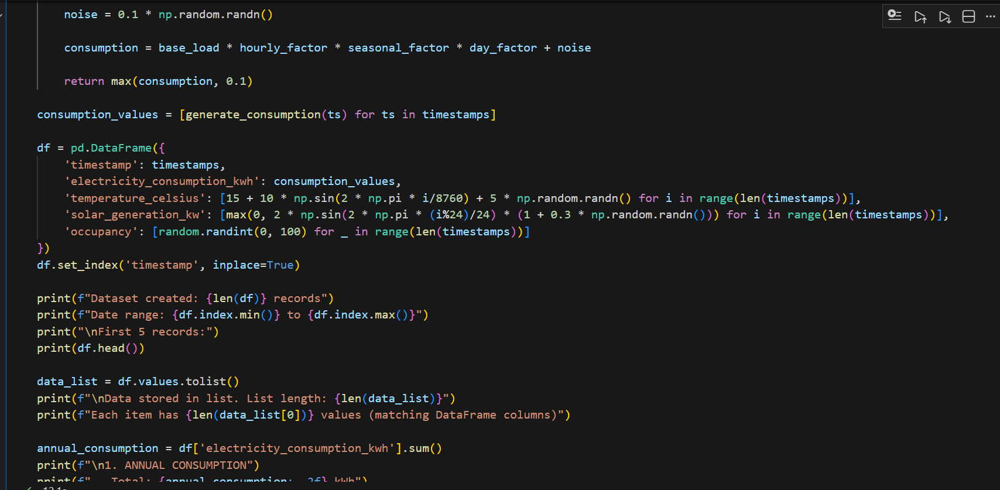 noise = 0.1 * np.random.randn()
consumption = base_load * hourly_factor * seasonal_factor * day_factor + noise
return max(consumption, 0.1)
consumption_values = [generate_consumption(ts) for ts in timestamps]
df = pd.DataFrame({
'timestamp': timestamps,
'electricity_consumption_kwh': consumption_values,
'temperature_celsius': [15 + 10 * np.sin(2 * np.pi * i/8760) + 5 * np.random.randn() for i in range(len(timestamps))],
'solar_generation_kw': [max(0, 2 * np.sin(2 * np.pi * (i%24)/24) * (1 + 0.3 * np.random.randn())) for i in range(len(timestamps))],
'occupancy': [random.randint(0, 100) for _ in range(len(timestamps))]
})
df.set_index('timestamp', inplace=True)
print(f"Dataset created: {len(df)} records")
print(f"Date range: {df.index.min()} to {df.index.max()}")
print("\nFirst 5 records:")
print(df.head())
data_list = df.values.tolist()
print(f"\nData stored in list. List length: {len(data_list)}")
print(f"Each item has {len(data_list[0])} values (matching DataFrame columns)")
annual_consumption = df['electricity_consumption_kwh'].sum()
print(f"\n1. ANNUAL CONSUMPTION")
print(f" Total: {annual_consumption: 2f} kWh")